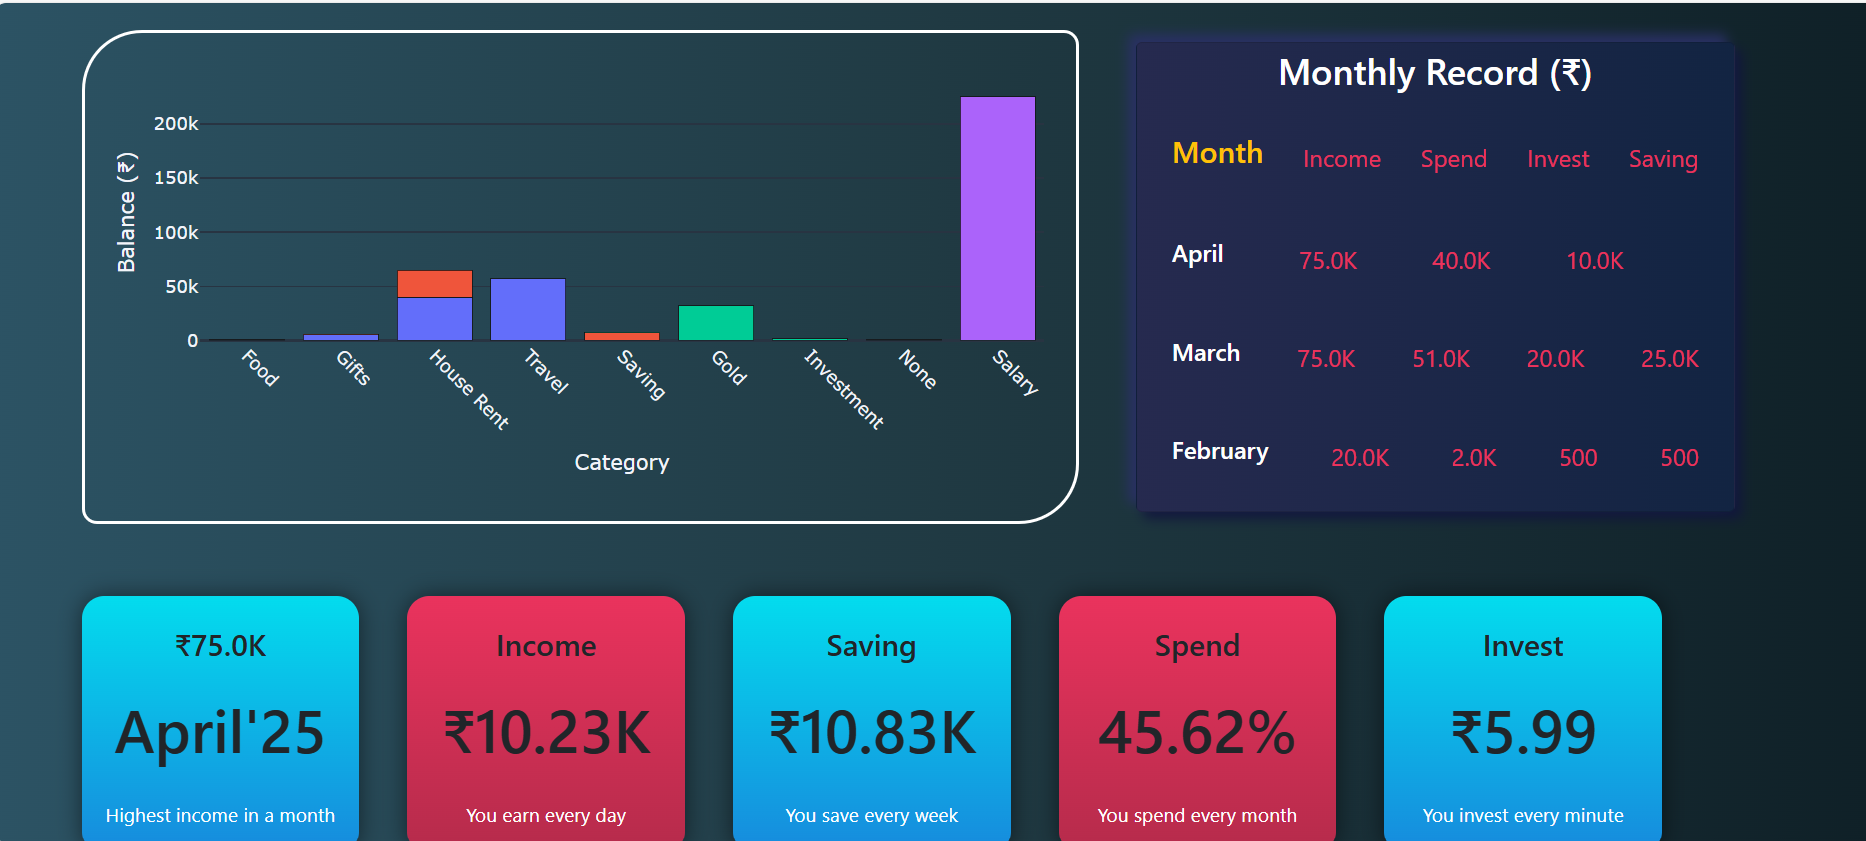 200k
150k
100k
50k
0
Balance (₹)
Food
Gifts
House Rent
Travel
Saving
Gold
Investment
None
Salary
Category
Monthly Record (₹)
Month Income Spend Invest Saving
April 75.0K 40.0K 10.0K
March 75.0K 51.0K 20.0K 25.0K
February 20.0K 2.0K 500 500
₹75.0K
April'25
Highest income in a month
Income
₹10.23K
You earn every day
Saving
₹10.83K
You save every week
Spend
45.62%
You spend every month
Invest
₹5.99
You invest every minute